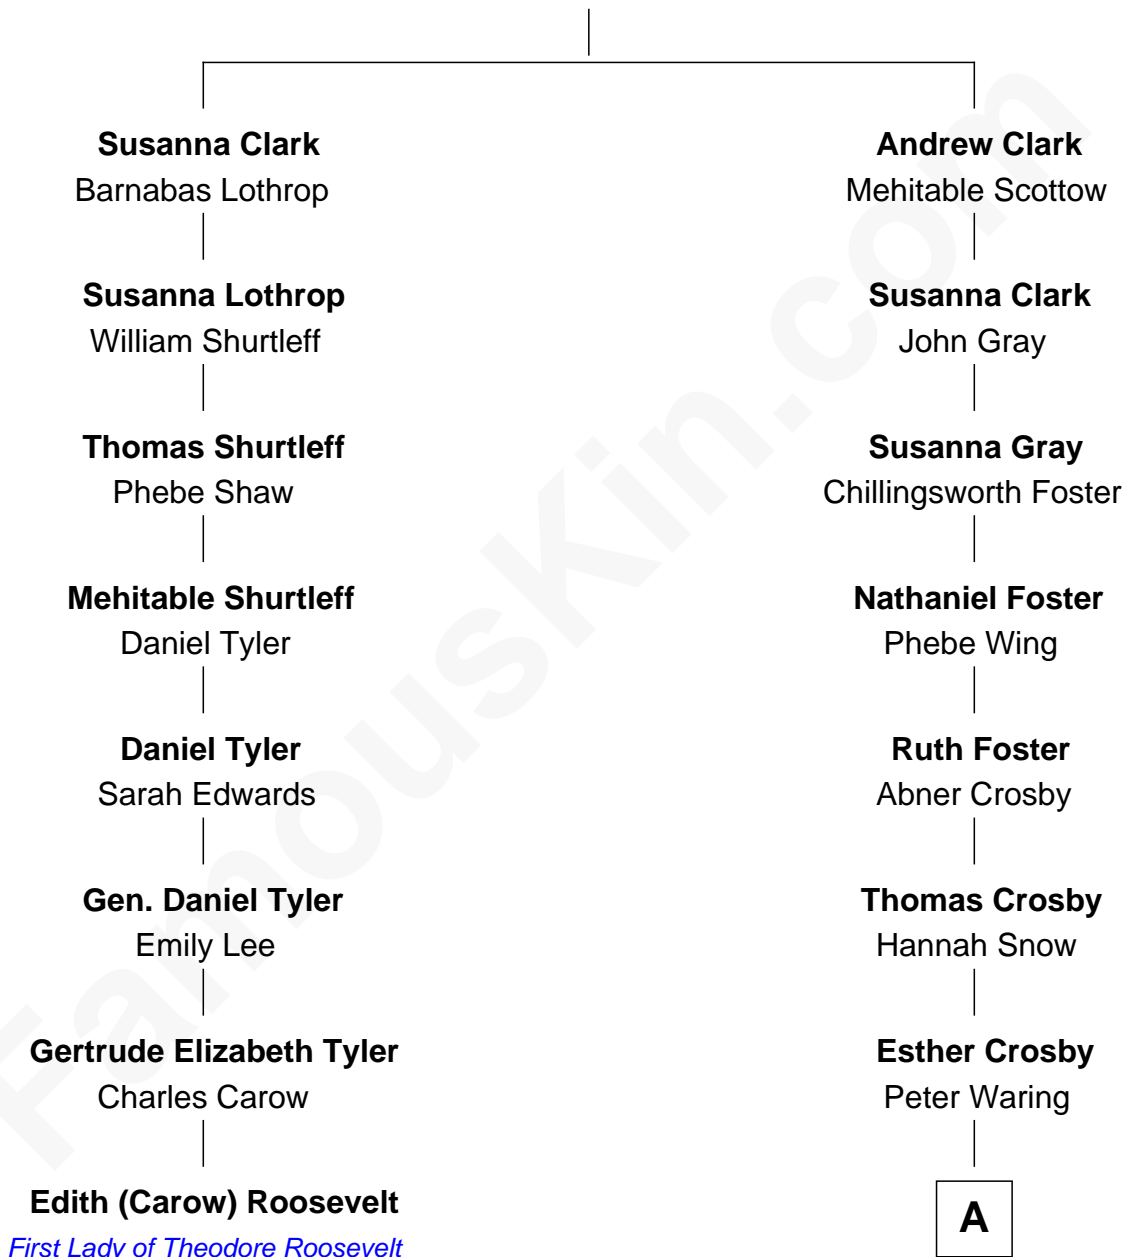 Susanna Clark
Barnabas Lothrop
Susanna Lothrop
William Shurtleff
Thomas Shurtleff
Phebe Shaw
Mehitable Shurtleff
Daniel Tyler
Daniel Tyler
Sarah Edwards
Gen. Daniel Tyler
Emily Lee
Gertrude Elizabeth Tyler
Charles Carow
Edith (Carow) Roosevelt
First Lady of Theodore Roosevelt
Andrew Clark
Mehitable Scottow
Susanna Clark
John Gray
Susanna Gray
Chillingsworth Foster
Nathaniel Foster
Phebe Wing
Ruth Foster
Abner Crosby
Thomas Crosby
Hannah Snow
Esther Crosby
Peter Waring
A
FamousKin.com